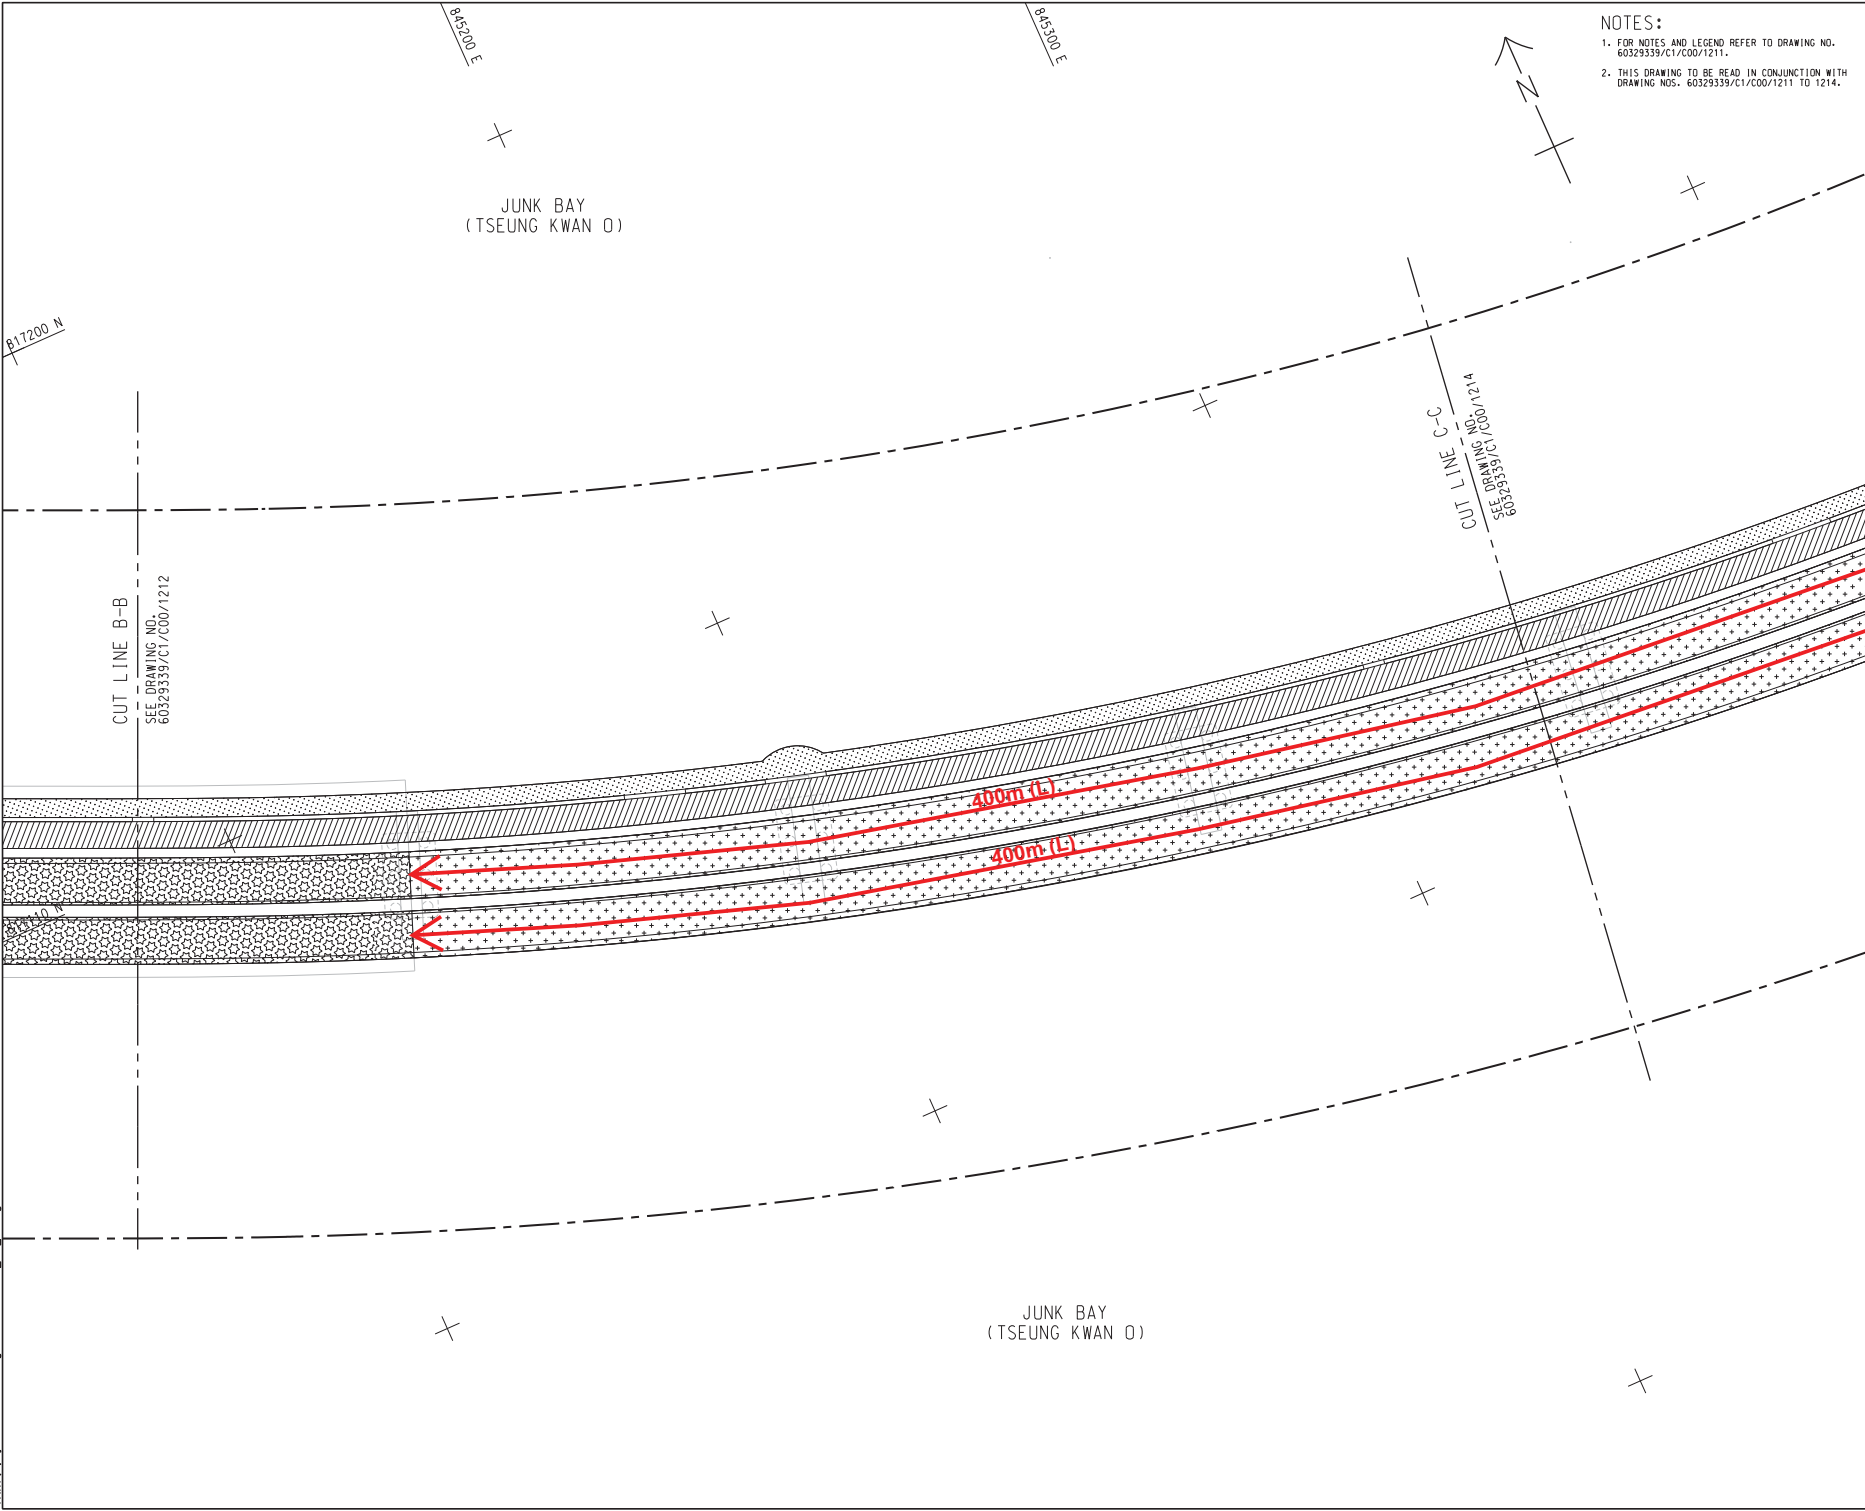 845200 E
845300 E
NOTES:
1. FOR NOTES AND LEGEND REFER TO DRAWING NO.
60329339/C1/C00/1211.
2. THIS DRAWING TO BE READ IN CONJUNCTION WITH
DRAWING NOS. 60329339/C1/C00/1211 TO 1214.
N
JUNK BAY
(TSEUNG KWAN O)
817200 N
CUT LINE C-C
SEE DRAWING NO.
60329339/C1/C00/1214
CUT LINE B-B
SEE DRAWING NO.
60329339/C1/C00/1212
400m (L)
400m (L)
JUNK BAY
(TSEUNG KWAN O)